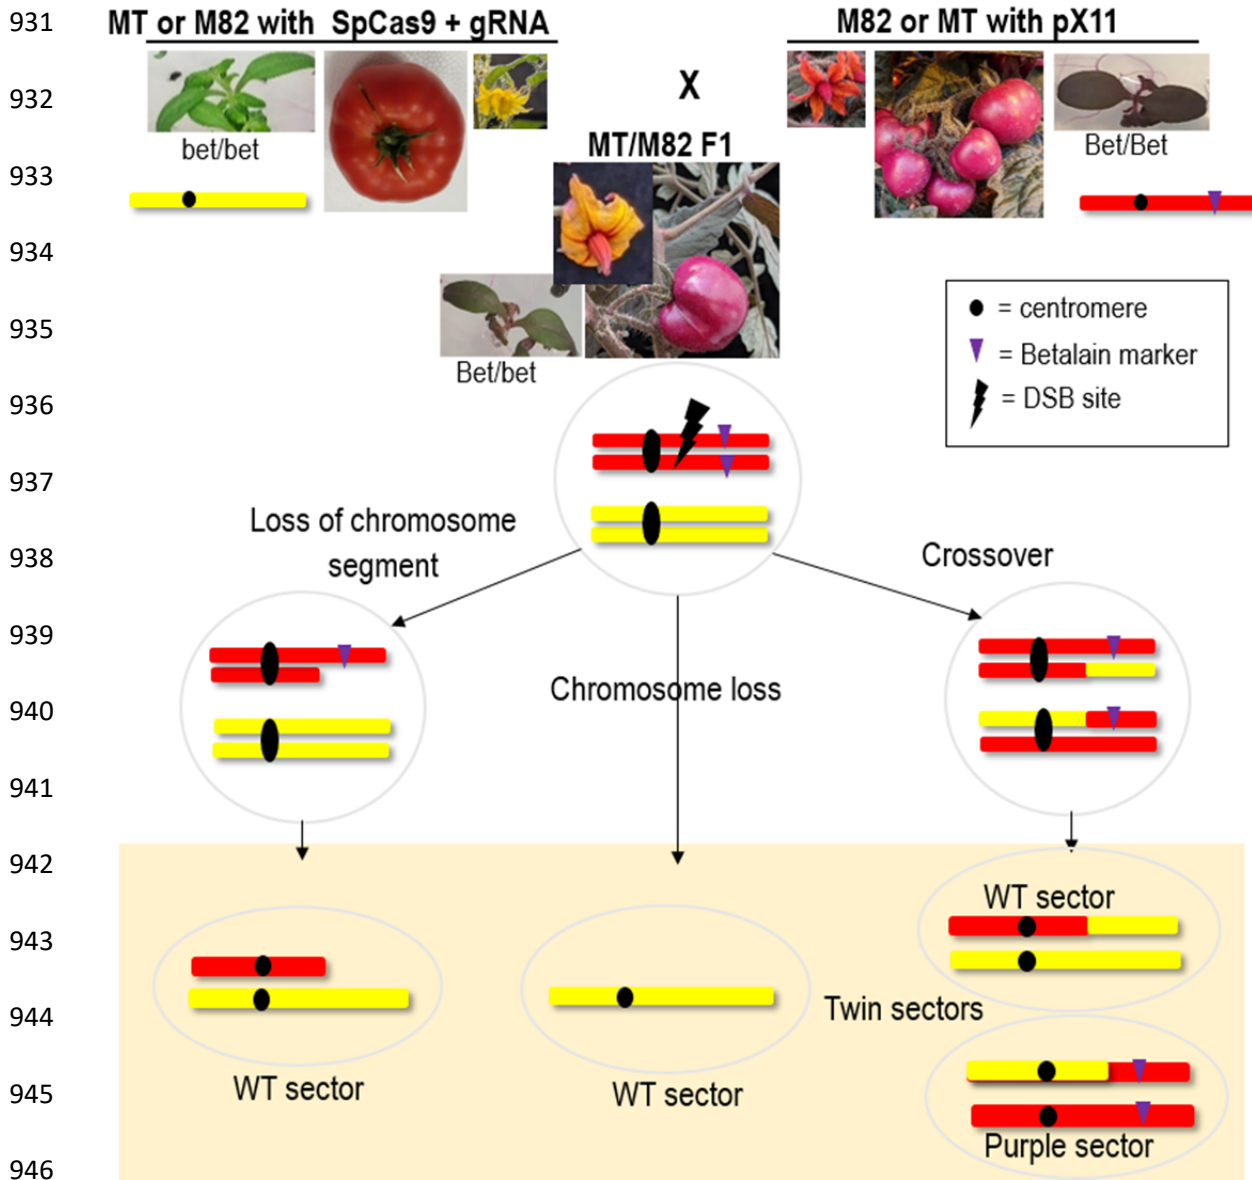 931
MT or M82 with SpCas9 + gRNA
M82 or MT with pX11
932
X
bet/bet
MT/M82 F1
Bet/Bet
933
934
= centromere
935
= Betalain marker
Bet/bet
936
= DSB site
937
Loss of chromosome
segment
938
Crossover
939
Chromosome loss
940
941
942
WT sector
943
944
Twin sectors
WT sector
945
WT sector
Purple sector
946